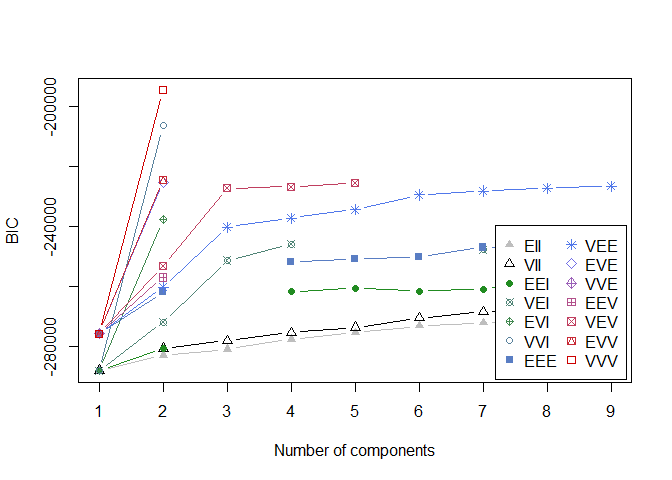 BIC
-200000
-240000
-280000
EII VEE
VII EVE
EEI VVE
VEI EEV
EVI VEV
VVI EVV
EEE VVV
1 2 3 4 5 6 7 8 9
Number of components